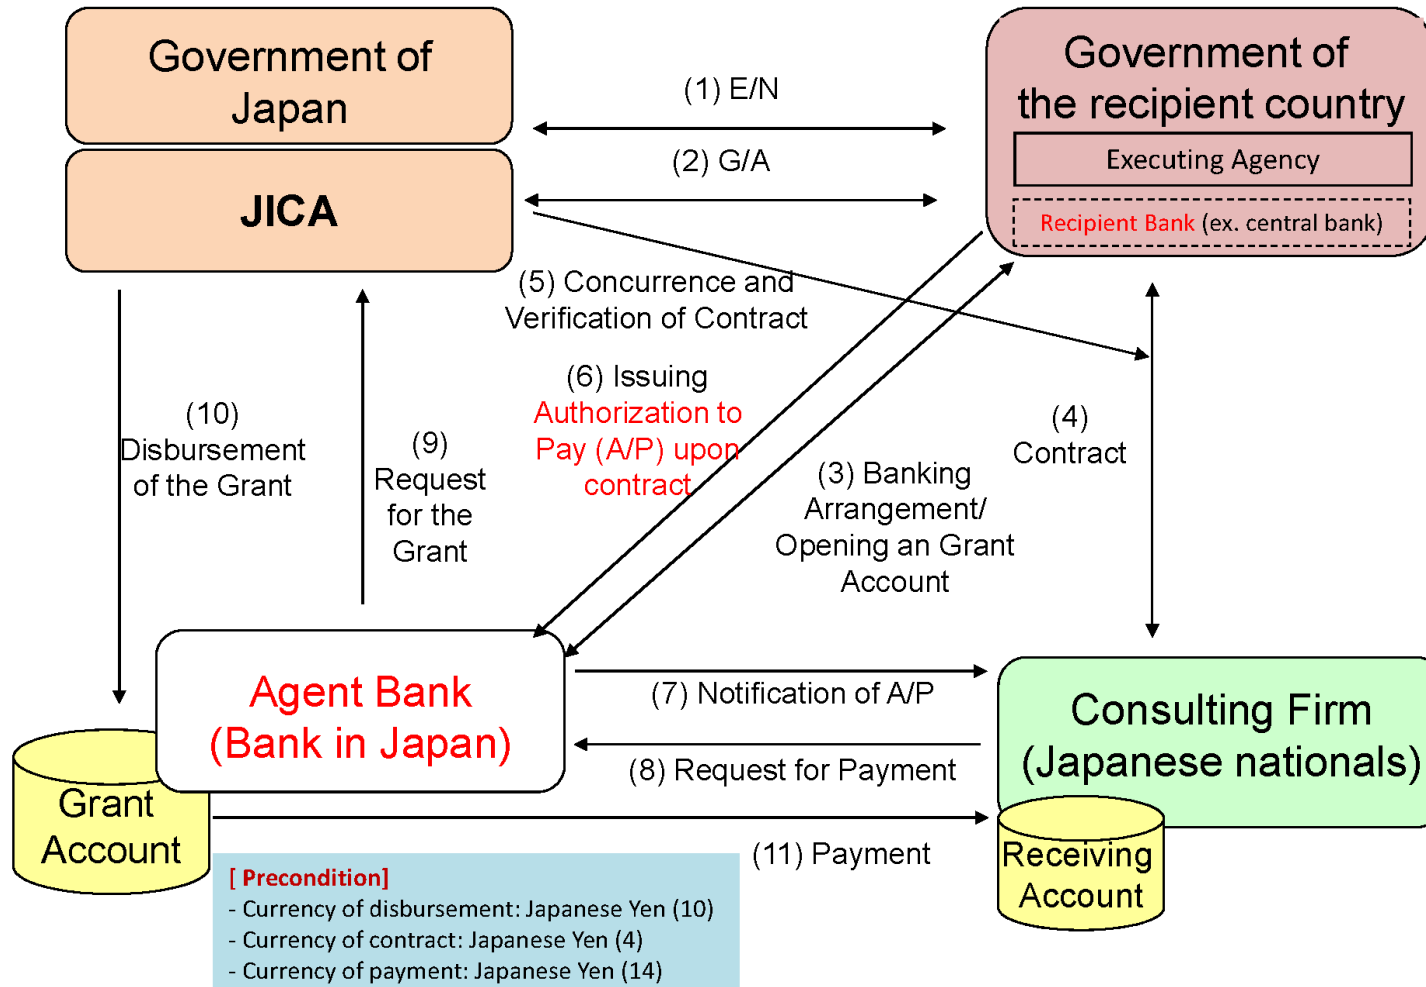 Government of
Japan
JICA
(1) E/N
(2) G/A
Government of
the recipient country
Executing Agency
Recipient Bank (ex. central bank)
(5) Concurrence and
Verification of Contract
(6) Issuing
Authorization to
Pay (A/P) upon
contract
(10)
Disbursement
of the Grant
(9)
Request
for the
Grant
(3) Banking
Arrangement/
Opening an Grant
Account
(4)
Contract
Agent Bank
(Bank in Japan)
(7) Notification of A/P
(8) Request for Payment
Consulting Firm
(Japanese nationals)
Grant
Account
(11) Payment
Receiving
Account
[ Precondition]
- Currency of disbursement: Japanese Yen (10)
- Currency of contract: Japanese Yen (4)
- Currency of payment: Japanese Yen (14)